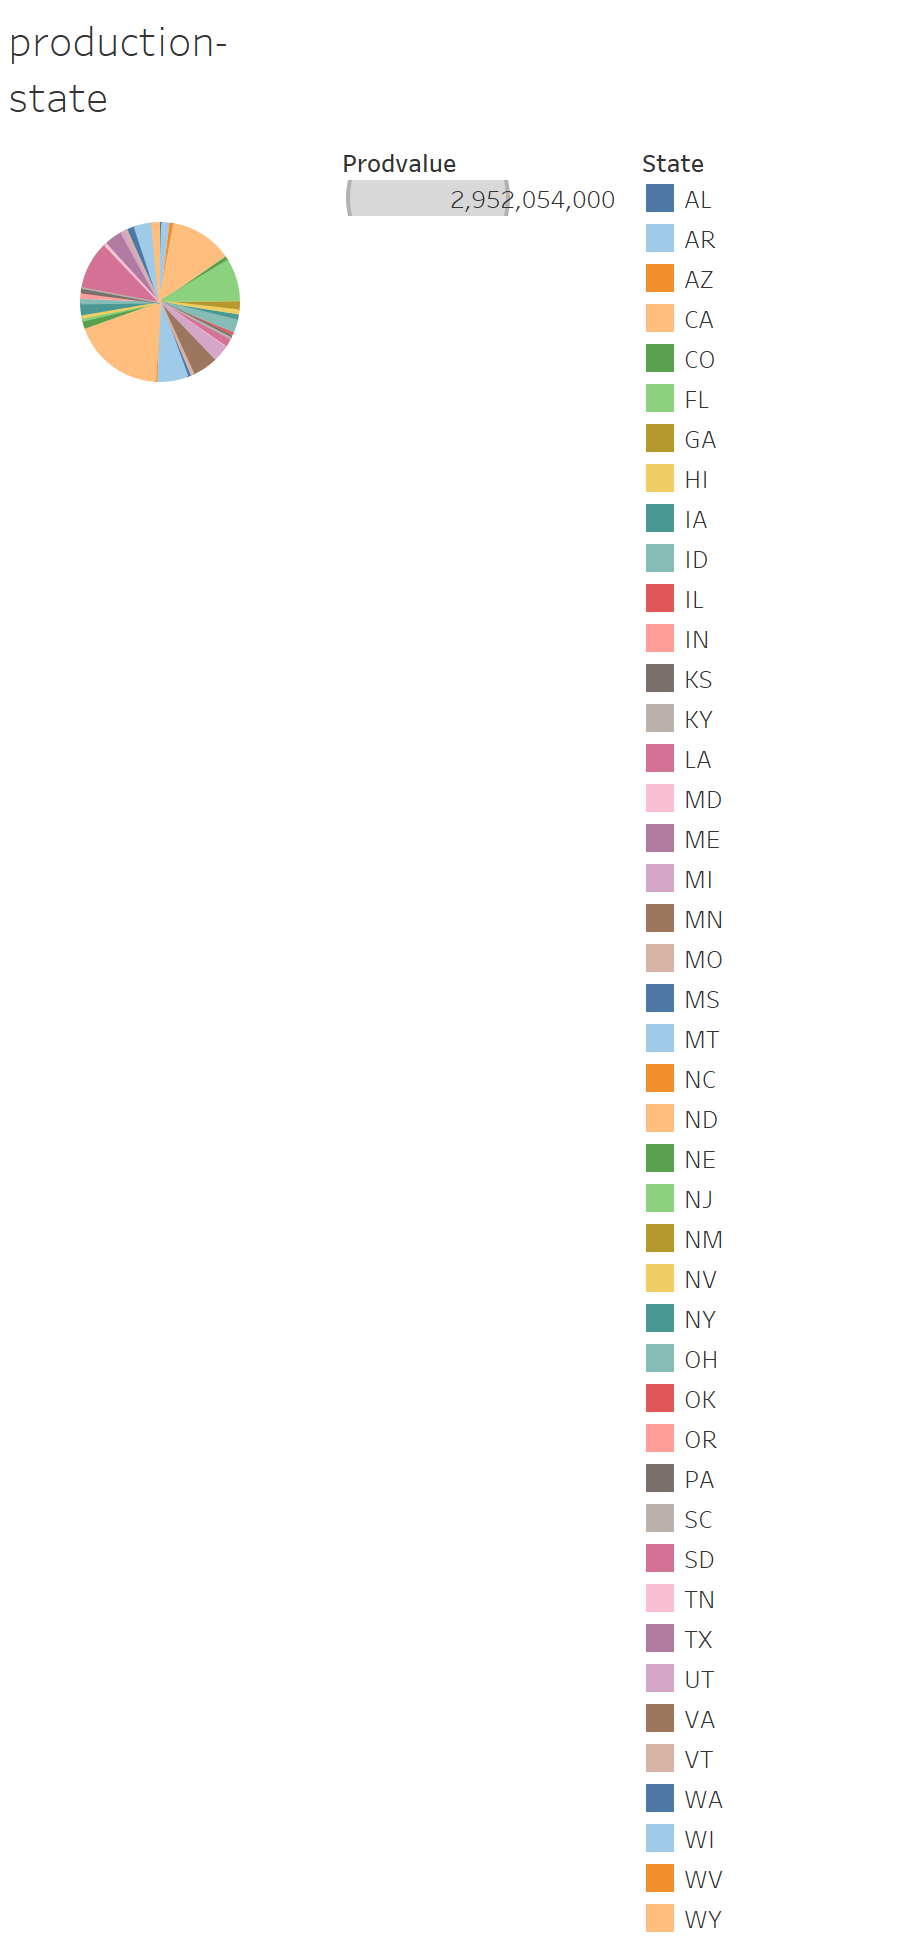 production-
state
Prodvalue
2,952,054,000
State
AL
AR
AZ
CA
CO
FL
GA
HI
IA
ID
IL
IN
KS
KY
LA
MD
ME
MI
MN
MO
MS
MT
NC
ND
NE
NJ
NM
NV
NY
OH
OK
OR
PA
SC
SD
TN
TX
UT
VA
VT
WA
WI
WV
WY